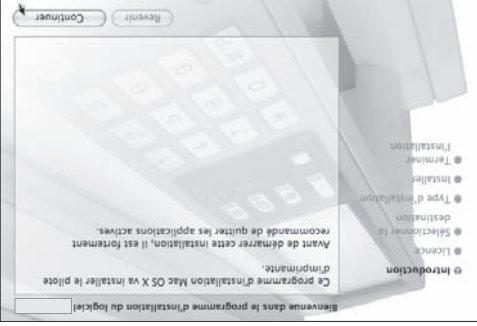 Bienvenue dans le programme d'installation du logiciel
Introduction
Licence
Sélectionner la
destination
Type d'installation
Installer
Terminer
l'installation
Ce programme d'installation Mac OS X va installer le pilote
d'imprimante.
Avant de démarrer cette installation, il est fortement
recommandé de quitter les applications actives.
Revenir
Continuer